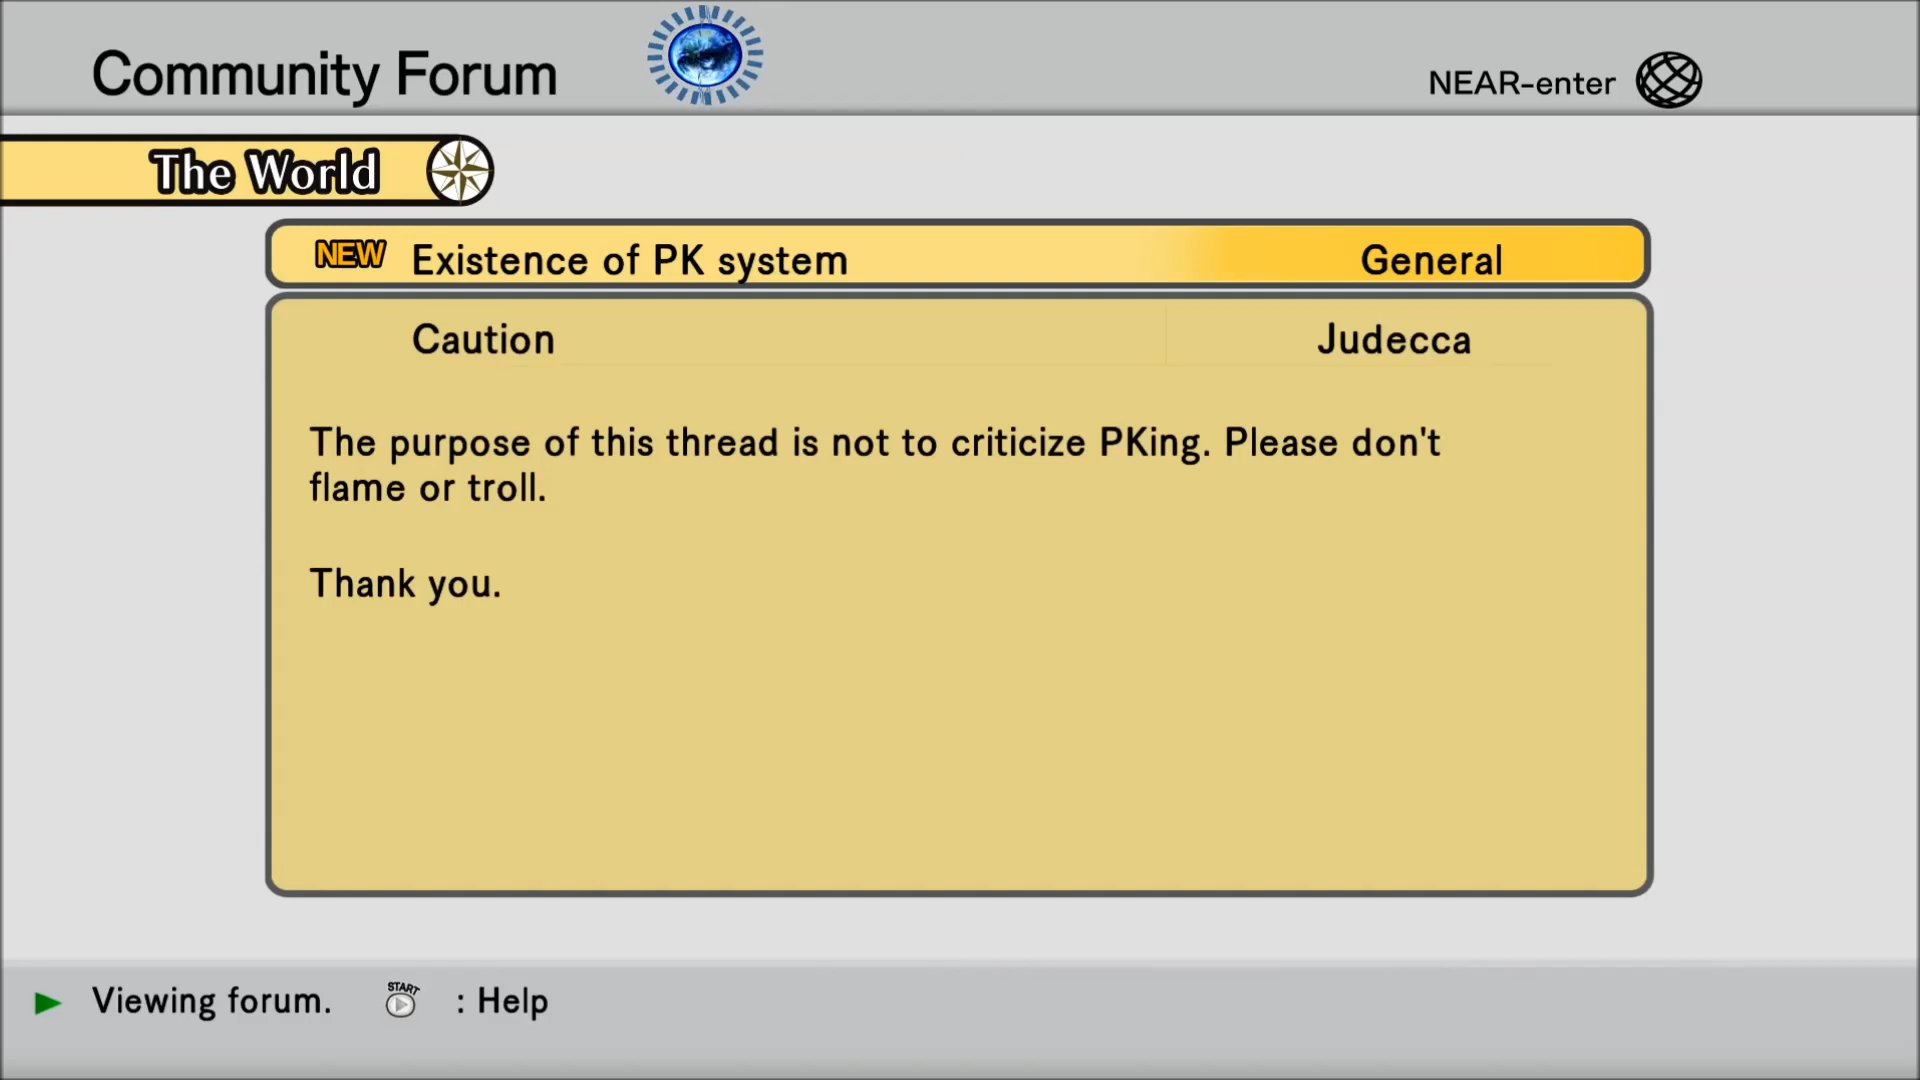 Community Forum
NEAR-enter
The World
NEW Existence of PK system General
Caution Judecca
The purpose of this thread is not to criticize PKing. Please don't
flame or troll.
Thank you.
Viewing forum. START : Help